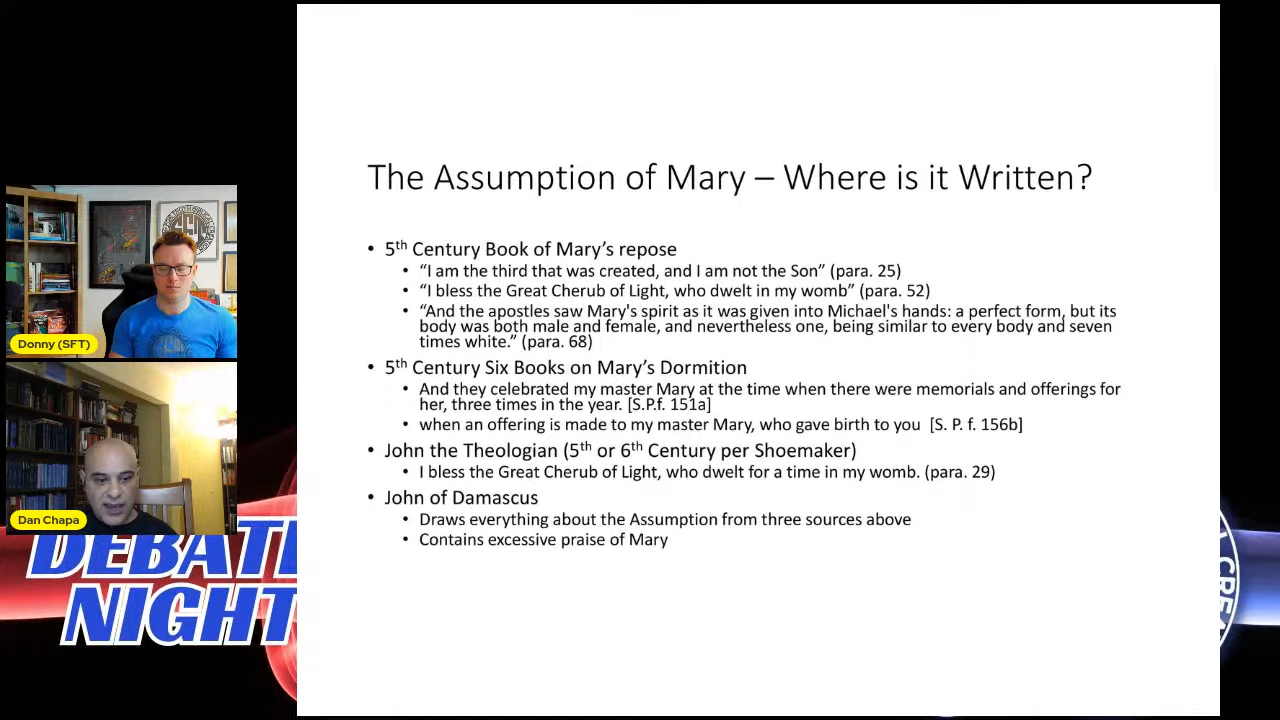 The Assumption of Mary – Where is it Written?
• 5th Century Book of Mary’s repose
• “I am the third that was created, and I am not the Son” (para. 25)
• “I bless the Great Cherub of Light, who dwelt in my womb” (para. 52)
• “And the apostles saw Mary's spirit as it was given into Michael's hands: a perfect form, but its
body was both male and female, and nevertheless one, being similar to every body and seven
times white.” (para. 68)
• 5th Century Six Books on Mary’s Dormition
• And they celebrated my master Mary at the time when there were memorials and offerings for
her, three times in the year. [S.P.f. 151a]
• when an offering is made to my master Mary, who gave birth to you [S. P. f. 156b]
• John the Theologian (5th or 6th Century per Shoemaker)
• I bless the Great Cherub of Light, who dwelt for a time in my womb. (para. 29)
• John of Damascus
• Draws everything about the Assumption from three sources above
• Contains excessive praise of Mary
Donny (SFT)
Dan Chapa
DEBATE
NIGHT